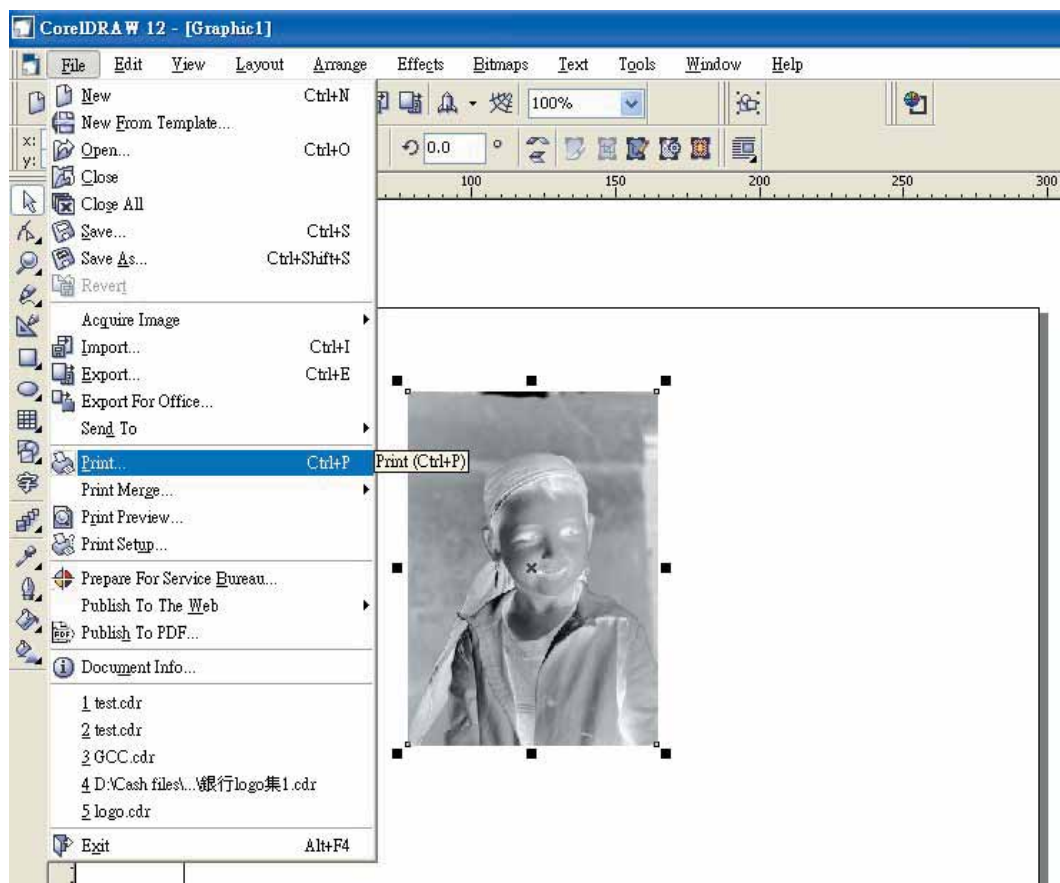 CorelDRAW 12 - [Graphic1]
File Edit View Layout Arrange Effects Bitmaps Text Tools Window Help
100%
x:
y:
0.0 °
100 150 200 250 300
New Ctrl+N
New From Template...
Open... Ctrl+O
Close
Close All
Save... Ctrl+S
Save As... Ctrl+Shift+S
Revert
Acquire Image
Import... Ctrl+I
Export... Ctrl+E
Export For Office...
Send To
Print... Ctrl+P
Print (Ctrl+P)
Print Merge...
Print Preview...
Print Setup...
Prepare For Service Bureau...
Publish To The Web
PDF Publish To PDF...
Document Info...
1 test.cdr
2 test.cdr
3 GCC.cdr
4 D:\Cash files\...\銀行logo集1.cdr
5 logo.cdr
Exit Alt+F4
字